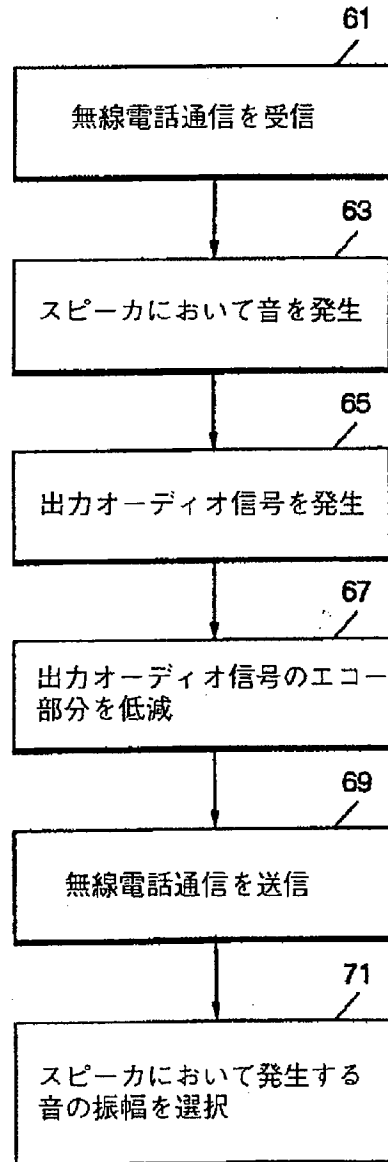 61
無線電話通信を受信
63
スピーカにおいて音を発生
65
出力オーディオ信号を発生
67
出力オーディオ信号のエコー
部分を低減
69
無線電話通信を送信
71
スピーカにおいて発生する
音の振幅を選択